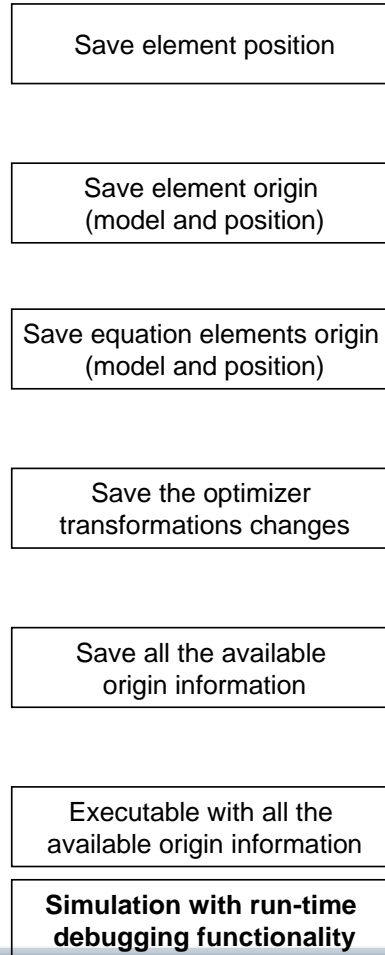 Save element position
Save element origin
(model and position)
Save equation elements origin
(model and position)
Save the optimizer
transformations changes
Save all the available
origin information
Executable with all the
available origin information
Simulation with run-time
debugging functionality